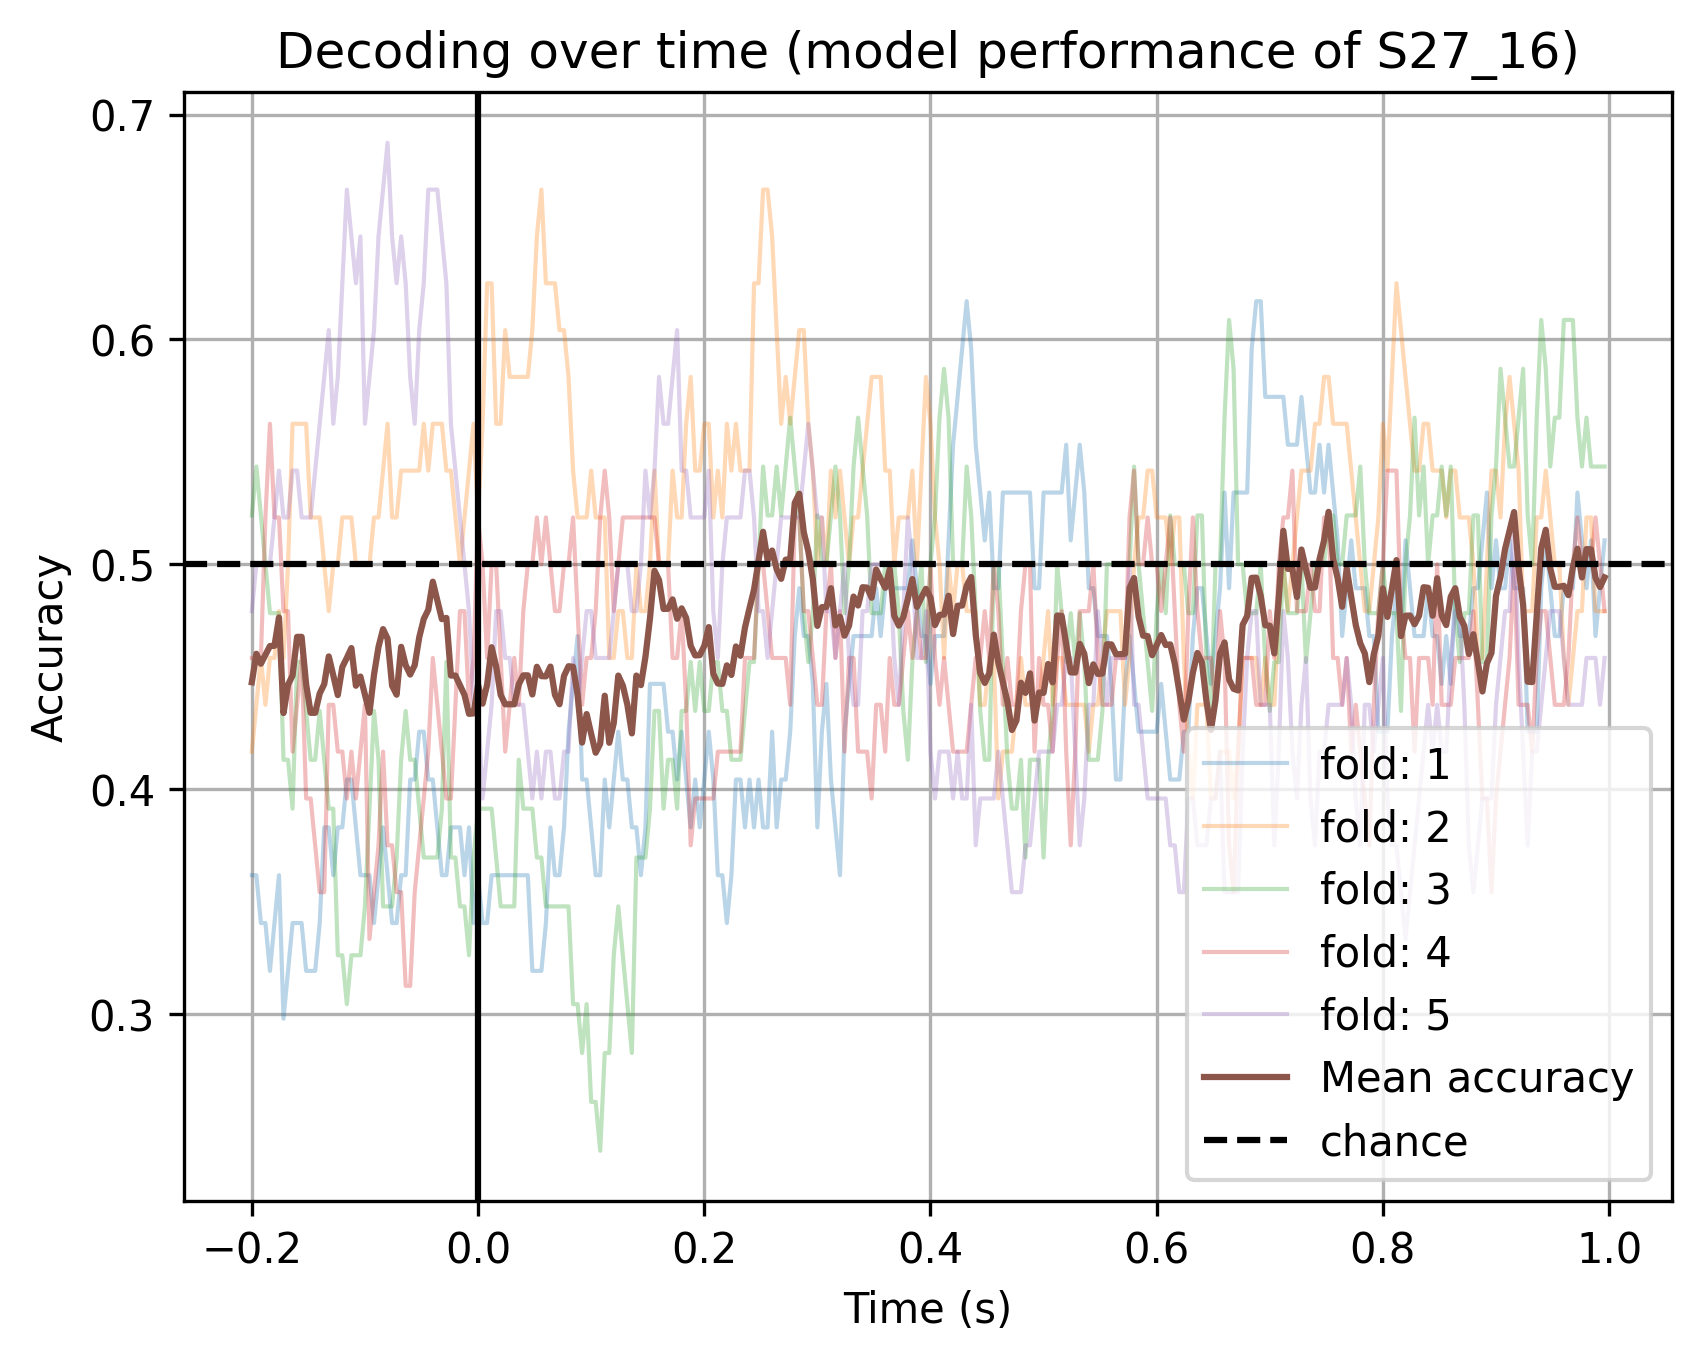 Decoding over time (model performance of S27_16)
Accuracy
0.7
0.6
0.5
0.4
0.3
−0.2 0.0 0.2 0.4 0.6 0.8 1.0
Time (s)
fold: 1
fold: 2
fold: 3
fold: 4
fold: 5
Mean accuracy
chance